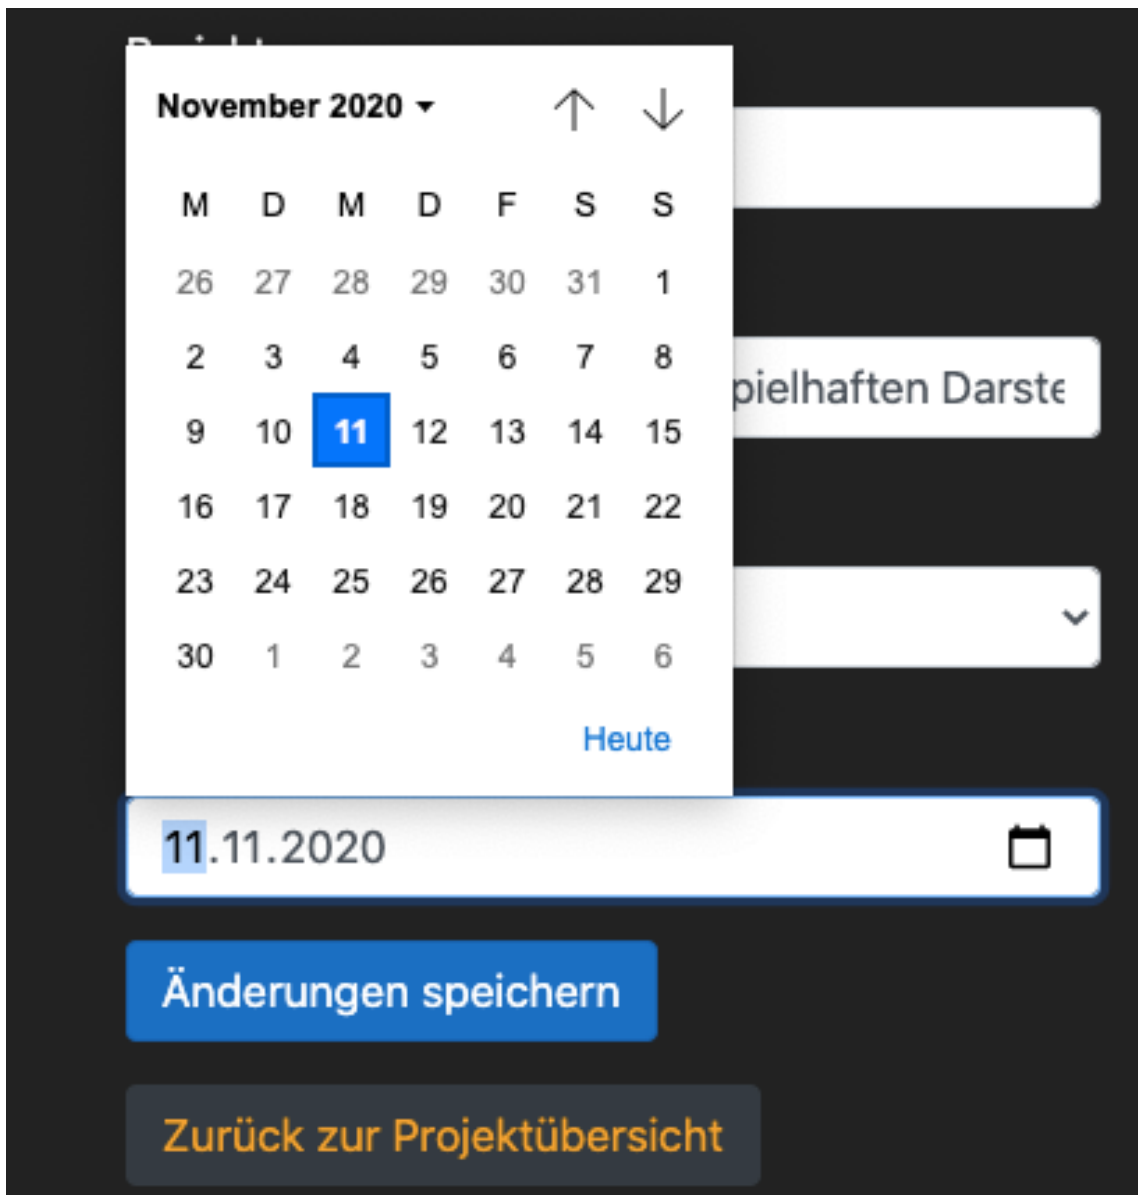 November 2020
M D M D F S S
26 27 28 29 30 31 1
2 3 4 5 6 7 8
9 10 11 12 13 14 15
16 17 18 19 20 21 22
23 24 25 26 27 28 29
30 1 2 3 4 5 6
Heute
pielhaften Darste
11.11.2020
Änderungen speichern
Zurück zur Projektübersicht